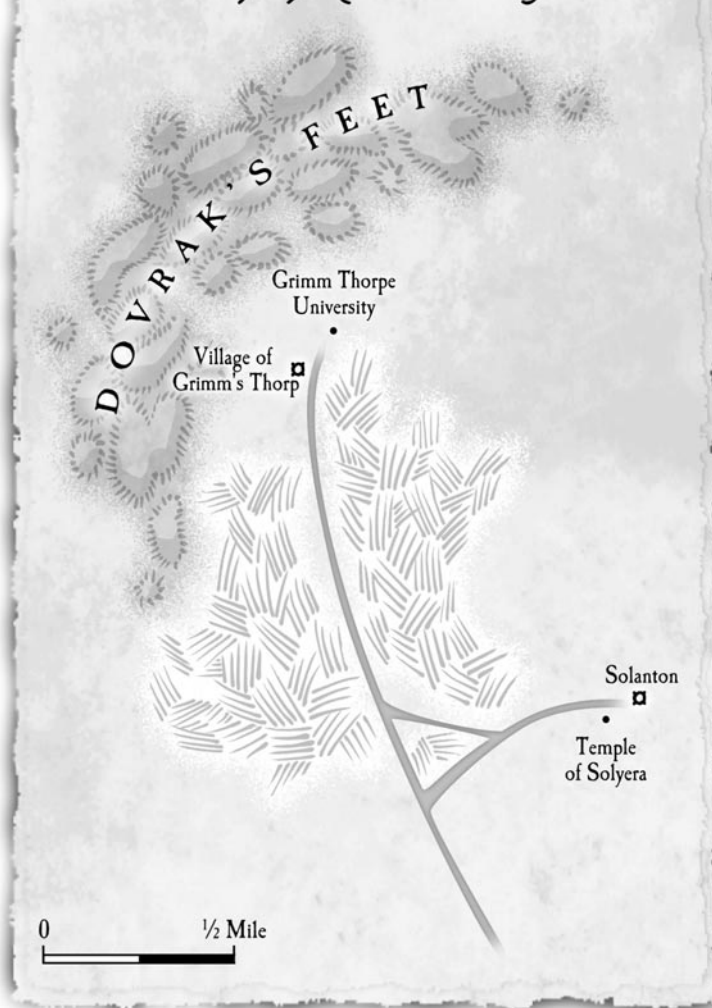 DOVRAK'S FEET
Grimm Thorpe
University
Village of
Grimm's Thorp
Solanton
Temple
of Solyera
0 ½ Mile